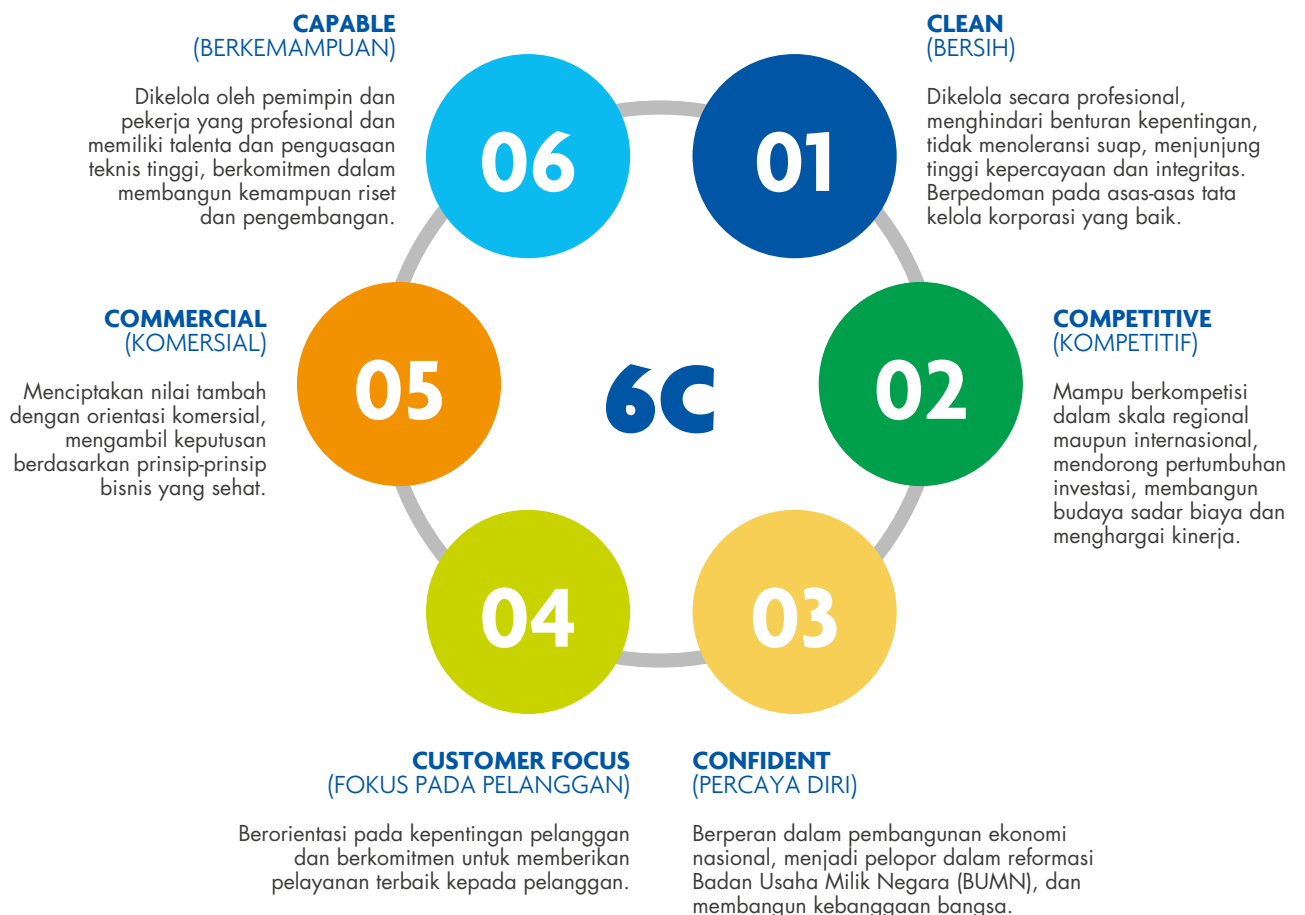 6C
01
CLEAN
(BERSIH)
Dikelola secara profesional,
menghindari benturan kepentingan,
tidak menoleransi suap, menjunjung
tinggi kepercayaan dan integritas.
Berpedoman pada asas-asas tata
kelola korporasi yang baik.
02
COMPETITIVE
(KOMPETITIF)
Mampu berkompetisi
dalam skala regional
maupun internasional,
mendorong pertumbuhan
investasi, membangun
budaya sadar biaya dan
menghargai kinerja.
03
CONFIDENT
(PERCAYA DIRI)
Berperan dalam pembangunan ekonomi
nasional, menjadi pelopor dalam reformasi
Badan Usaha Milik Negara (BUMN), dan
membangun kebanggaan bangsa.
04
CUSTOMER FOCUS
(FOKUS PADA PELANGGAN)
Berorientasi pada kepentingan pelanggan
dan berkomitmen untuk memberikan
pelayanan terbaik kepada pelanggan.
05
COMMERCIAL
(KOMERSIAL)
Menciptakan nilai tambah
dengan orientasi komersial,
mengambil keputusan
berdasarkan prinsip-prinsip
bisnis yang sehat.
06
CAPABLE
(BERKEMAMPUAN)
Dikelola oleh pemimpin dan
pekerja yang profesional dan
memiliki talenta dan penguasaan
teknis tinggi, berkomitmen dalam
membangun kemampuan riset
dan pengembangan.